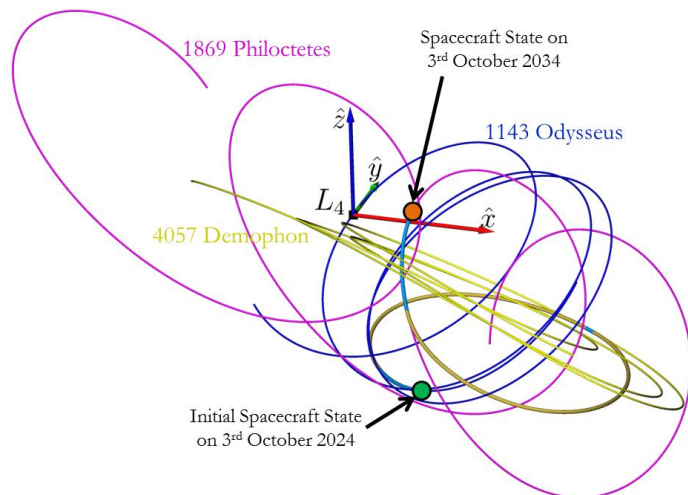 1869 Philoctetes
Spacecraft State on
3rd October 2034
1143 Odysseus
ẑ
ŷ
L4
x̂
4057 Demophon
Initial Spacecraft State
on 3rd October 2024